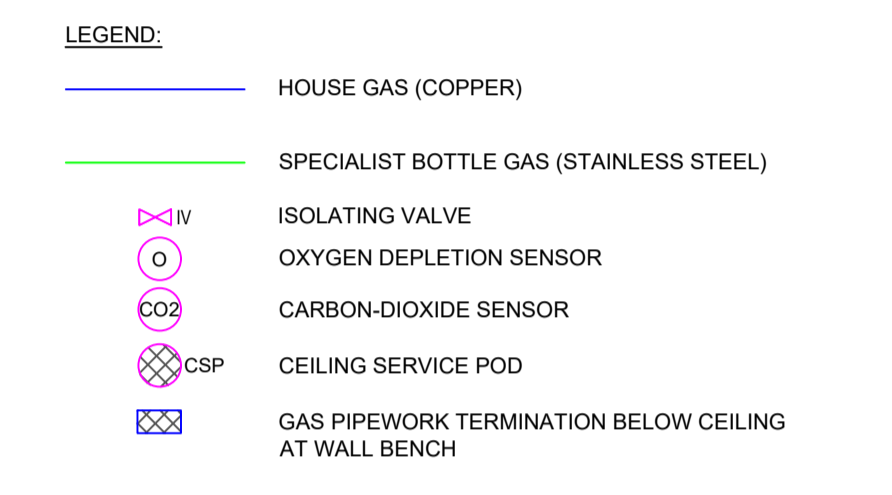 LEGEND:
HOUSE GAS (COPPER)
SPECIALIST BOTTLE GAS (STAINLESS STEEL)
IV ISOLATING VALVE
O OXYGEN DEPLETION SENSOR
CO2 CARBON-DIOXIDE SENSOR
CSP CEILING SERVICE POD
GAS PIPEWORK TERMINATION BELOW CEILING
AT WALL BENCH